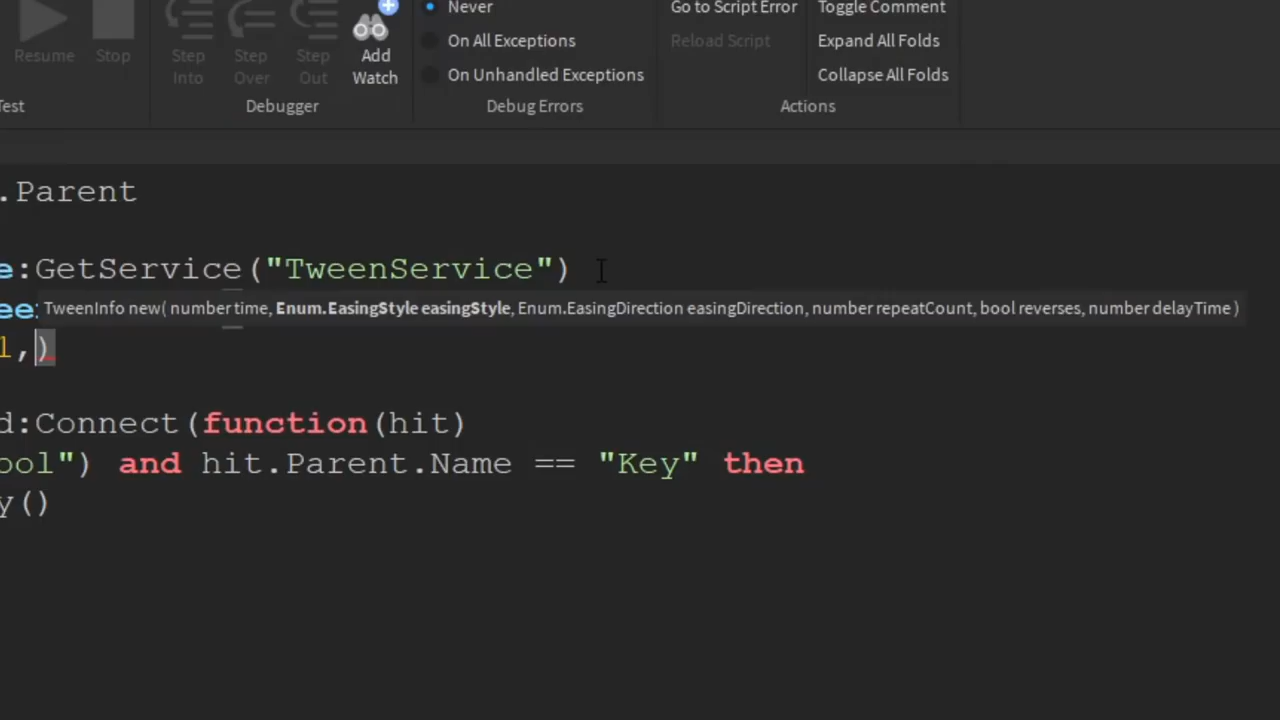 Never
Go to Script Error
Toggle Comment
Resume
Stop
Step Into
Step Over
Step Out
Add Watch
On All Exceptions
Reload Script
Expand All Folds
On Unhandled Exceptions
Collapse All Folds
Test
Debugger
Debug Errors
Actions
.Parent
e:GetService("TweenService")
ee:
TweenInfo new( number time, Enum.EasingStyle easingStyle, Enum.EasingDirection easingDirection, number repeatCount, bool reverses, number delayTime )
1,)
d:Connect(function(hit)
ool") and hit.Parent.Name == "Key" then
y()